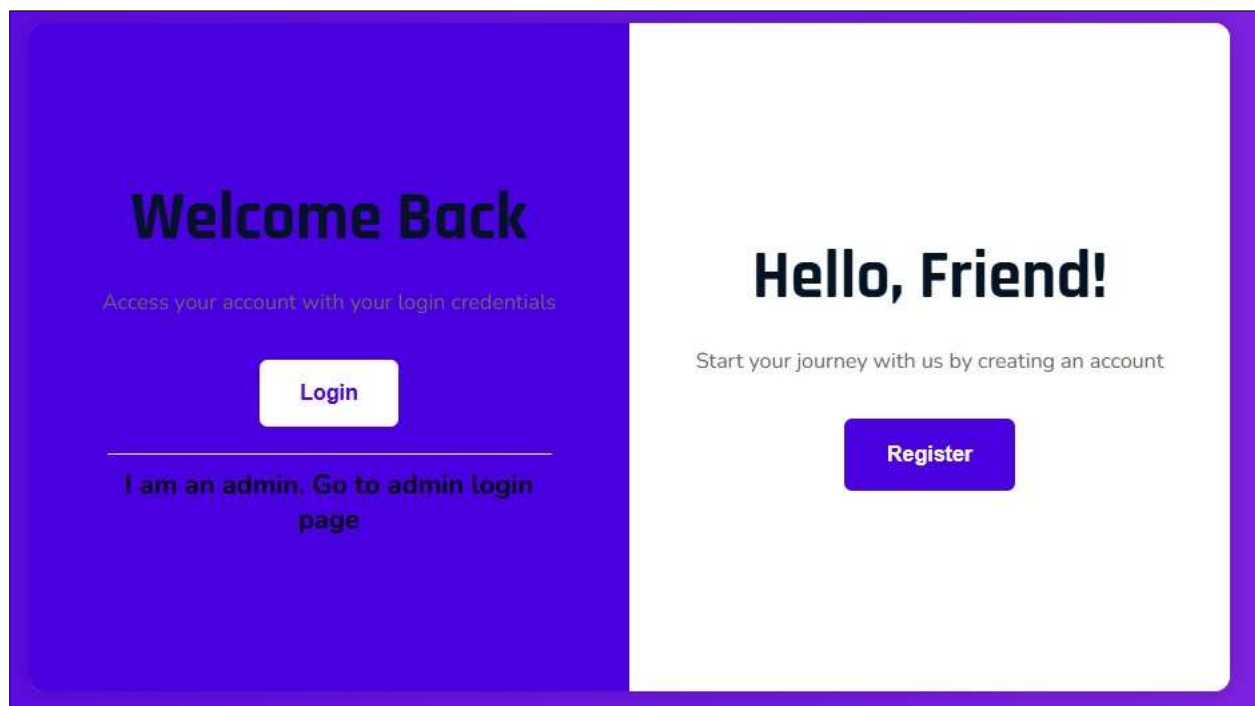 Welcome Back
Access your account with your login credentials
Login
I am an admin. Go to admin login
page
Hello, Friend!
Start your journey with us by creating an account
Register